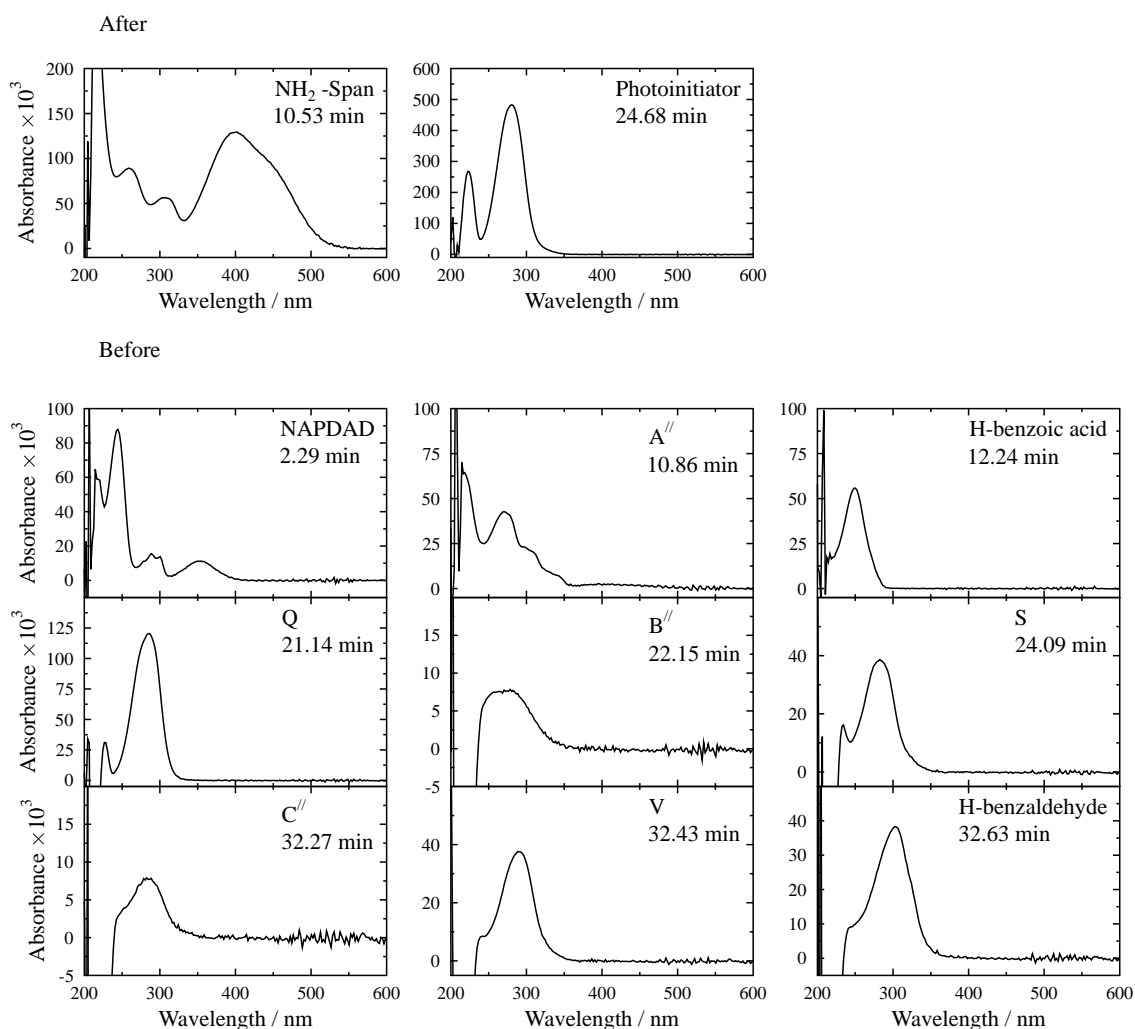 After
NH₂ -Span
10.53 min
Absorbance ×10³
200
150
100
50
0
200 300 400 500 600
Wavelength / nm
Photoinitiator
24.68 min
600
500
400
300
200
100
0
200 300 400 500 600
Wavelength / nm
Before
NAPDAD
2.29 min
Absorbance ×10³
100
80
60
40
20
0
A//
10.86 min
100
75
50
25
0
H-benzoic acid
12.24 min
100
75
50
25
0
Q
21.14 min
Absorbance ×10³
125
100
75
50
25
0
B//
22.15 min
15
10
5
0
-5
S
24.09 min
40
20
0
C//
32.27 min
Absorbance ×10³
15
10
5
0
-5
200 300 400 500 600
Wavelength / nm
V
32.43 min
40
20
0
200 300 400 500 600
Wavelength / nm
H-benzaldehyde
32.63 min
40
30
20
10
0
200 300 400 500 600
Wavelength / nm